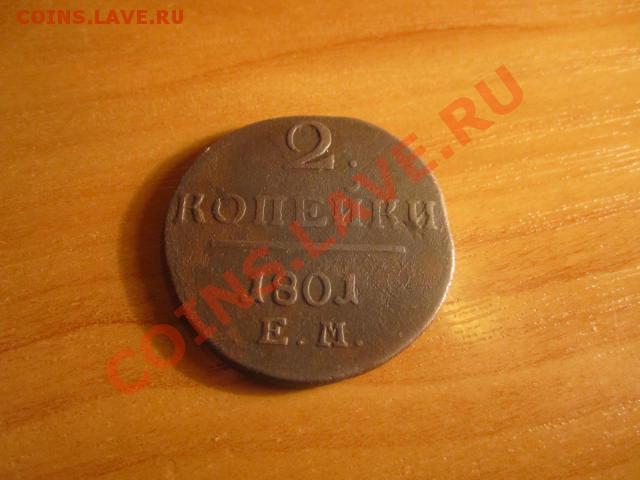 COINS.LAVE.RU
COINS.LAVE.RU
2.
КОПЕЙКИ
1801
Е.М.